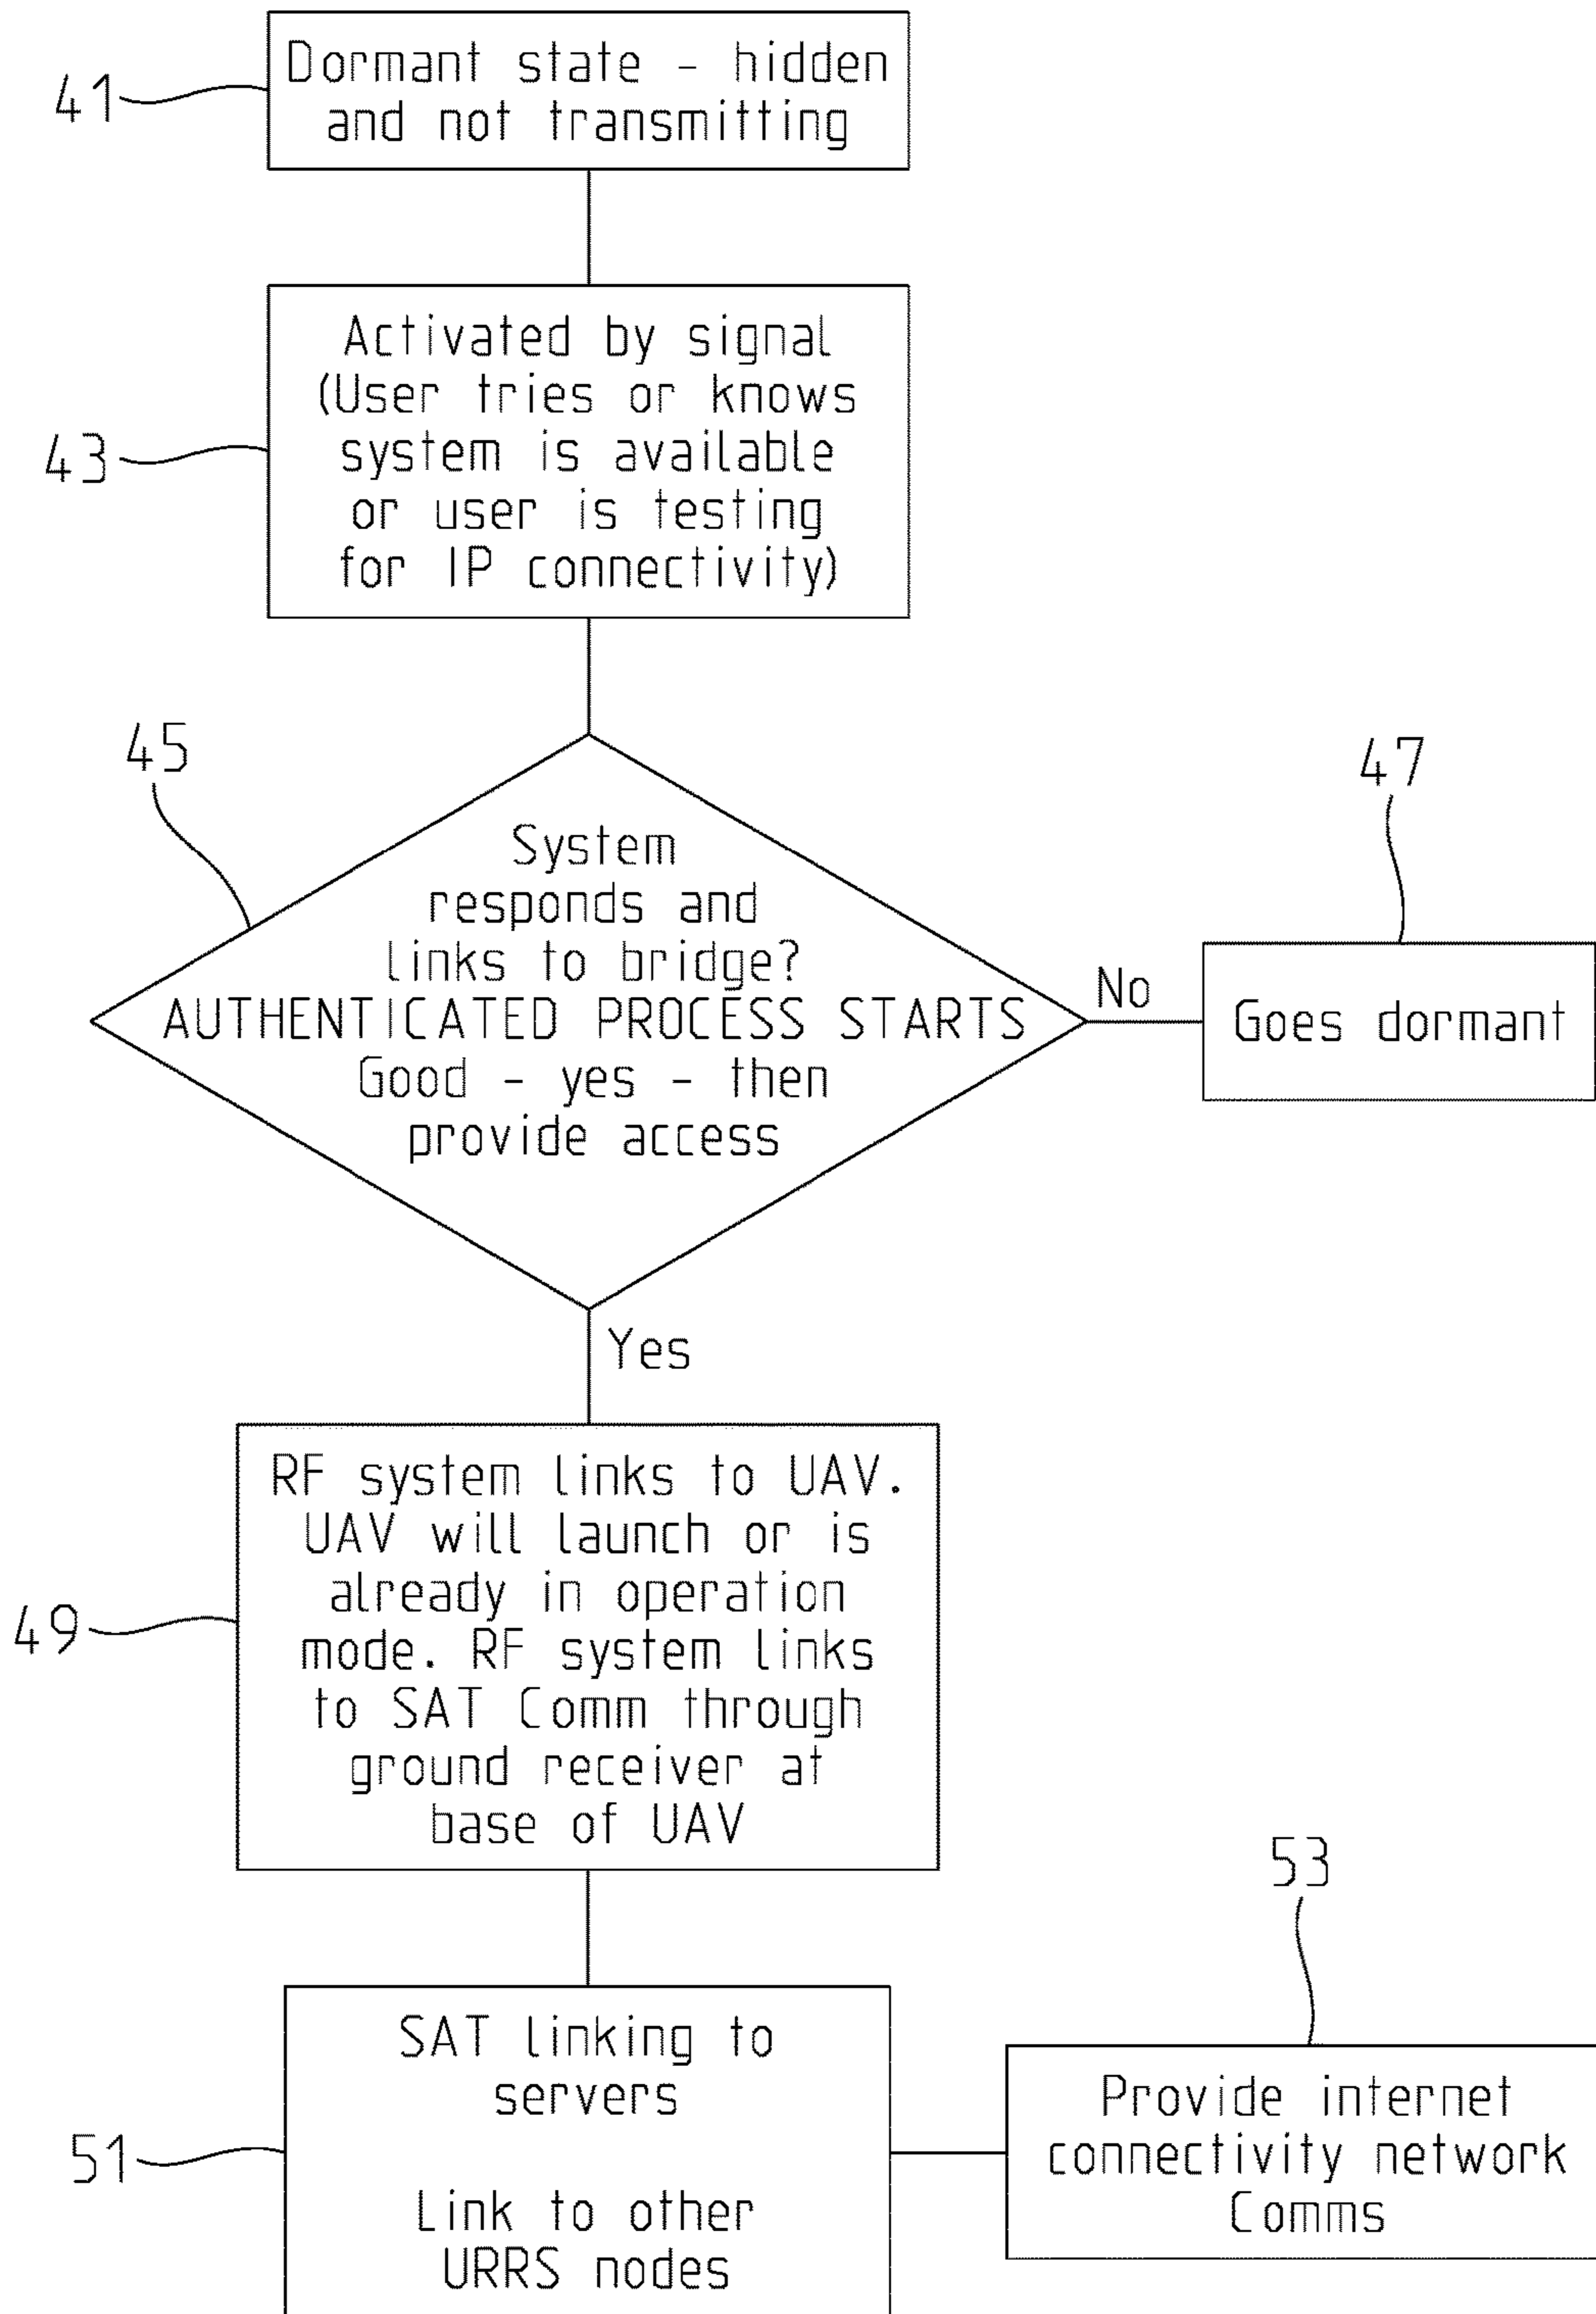 41
Dormant state - hidden
and not transmitting
43
Activated by signal
(User tries or knows
system is available
or user is testing
for IP connectivity)
45
System
responds and
links to bridge?
AUTHENTICATED PROCESS STARTS
Good - yes - then
provide access
No
47
Goes dormant
Yes
49
RF system links to UAV.
UAV will launch or is
already in operation
mode. RF system links
to SAT Comm through
ground receiver at
base of UAV
51
SAT linking to
servers
Link to other
URRS nodes
53
Provide internet
connectivity network
Comms